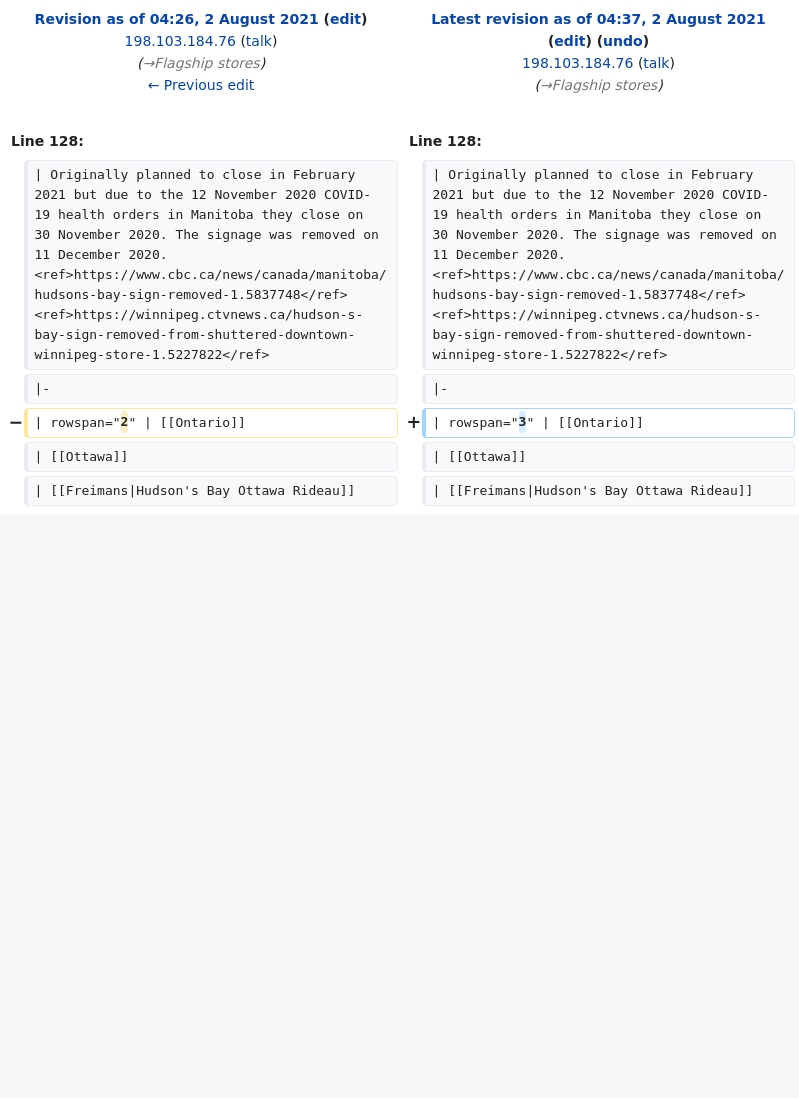 Revision as of 04:26, 2 August 2021 (edit)
198.103.184.76 (talk)
(→Flagship stores)
← Previous edit
Latest revision as of 04:37, 2 August 2021
(edit) (undo)
198.103.184.76 (talk)
(→Flagship stores)
Line 128:
Line 128:
| Originally planned to close in February
2021 but due to the 12 November 2020 COVID-
19 health orders in Manitoba they close on
30 November 2020. The signage was removed on
11 December 2020.
<ref>https://www.cbc.ca/news/canada/manitoba/
hudsons-bay-sign-removed-1.5837748</ref>
<ref>https://winnipeg.ctvnews.ca/hudson-s-
bay-sign-removed-from-shuttered-downtown-
winnipeg-store-1.5227822</ref>
| Originally planned to close in February
2021 but due to the 12 November 2020 COVID-
19 health orders in Manitoba they close on
30 November 2020. The signage was removed on
11 December 2020.
<ref>https://www.cbc.ca/news/canada/manitoba/
hudsons-bay-sign-removed-1.5837748</ref>
<ref>https://winnipeg.ctvnews.ca/hudson-s-
bay-sign-removed-from-shuttered-downtown-
winnipeg-store-1.5227822</ref>
|-
|-
− | rowspan="2" | [[Ontario]]
+ | rowspan="3" | [[Ontario]]
| [[Ottawa]]
| [[Ottawa]]
| [[Freimans|Hudson's Bay Ottawa Rideau]]
| [[Freimans|Hudson's Bay Ottawa Rideau]]